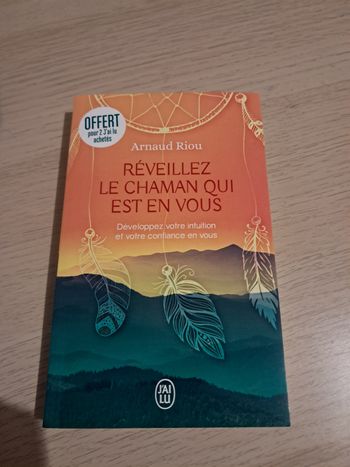 OFFERT
pour 2 J'ai lu
achetés
Arnaud Riou
RÉVEILLEZ
LE CHAMAN QUI
EST EN VOUS
Développez votre intuition
et votre confiance en vous
J'AI
LU